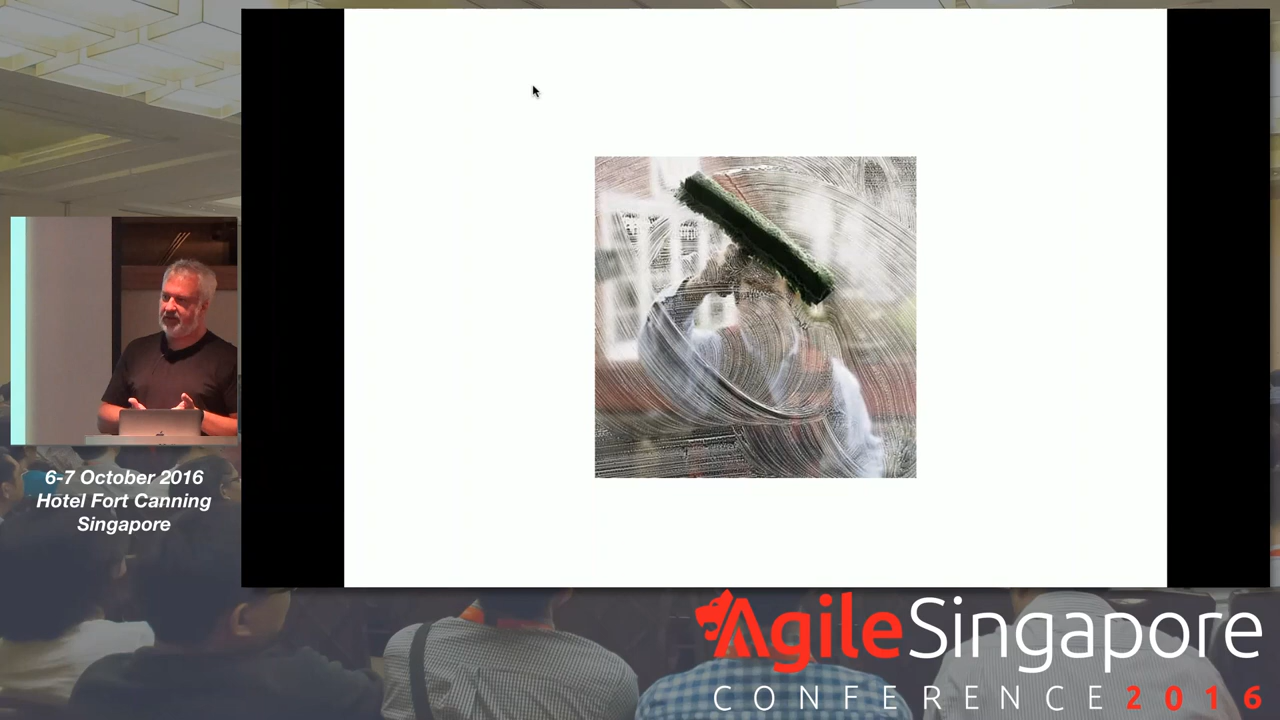 6-7 October 2016
Hotel Fort Canning
Singapore
AgileSingapore
CONFERENCE 2016